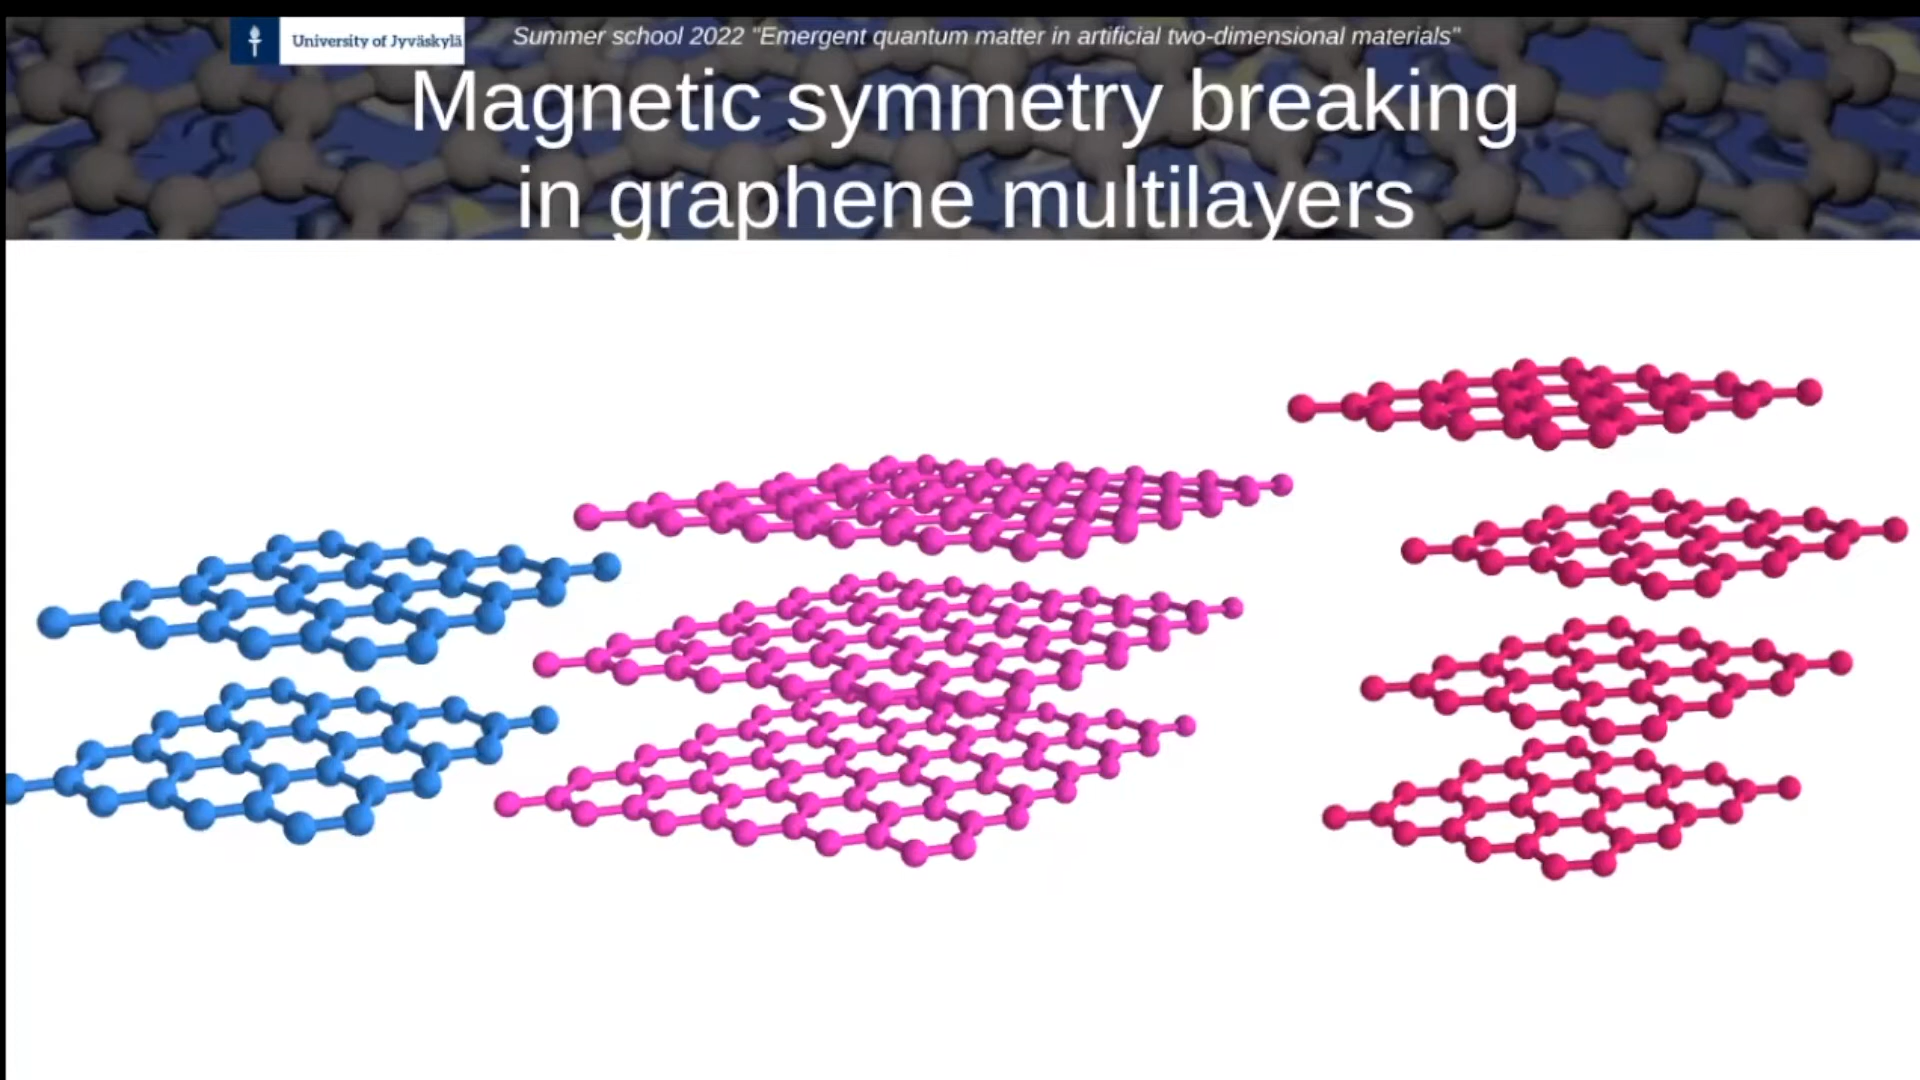 University of Jyväskylä
Summer school 2022 "Emergent quantum matter in artificial two-dimensional materials"
Magnetic symmetry breaking
in graphene multilayers